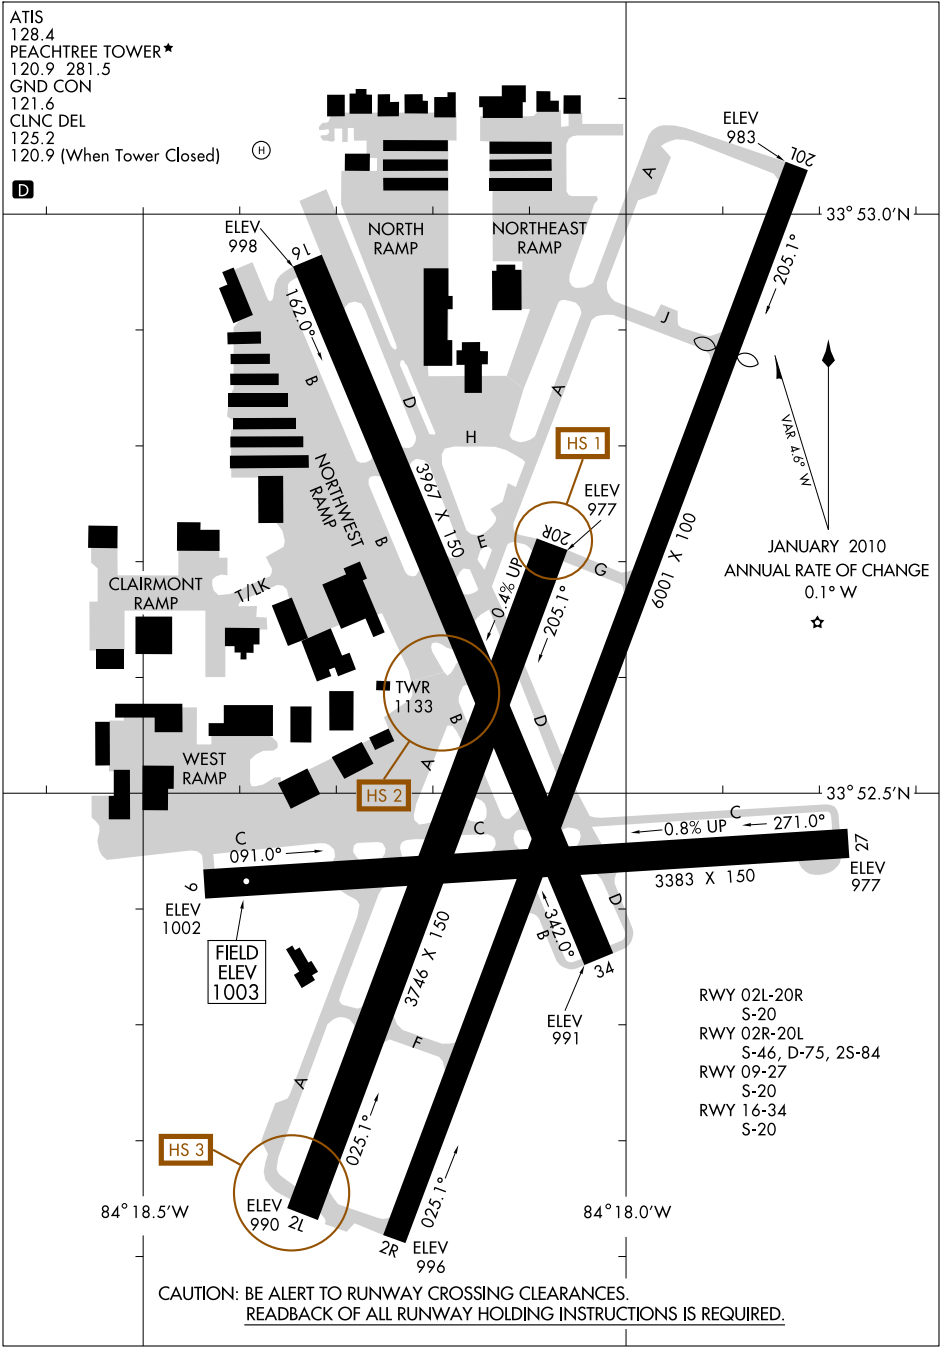 ATIS
128.4
PEACHTREE TOWER★
120.9 281.5
GND CON
121.6
CLNC DEL
125.2
120.9 (When Tower Closed)
H
D
ELEV
983
20L
A
33°53.0'N
NORTH
RAMP
NORTHEAST
RAMP
ELEV
998
16
205.1°
162.0°
J
B
D
A
H
VAR 4.6° W
HS 1
NORTHWEST
RAMP
3967 X 150
ELEV
977
20R
B
E
G
6001 X 100
JANUARY 2010
ANNUAL RATE OF CHANGE
0.1° W
CLAIRMONT
RAMP
T/LK
0.4% UP
205.1°
TWR
1133
B
D
WEST
RAMP
A
HS 2
33°52.5'N
C
091.0°
C
C
0.8% UP
271.0°
27
9
ELEV
1002
3383 X 150
ELEV
977
FIELD
ELEV
1003
3746 X 150
342.0°
B
D
34
ELEV
991
RWY 02L-20R
S-20
RWY 02R-20L
S-46, D-75, 2S-84
RWY 09-27
S-20
RWY 16-34
S-20
F
A
025.1°
HS 3
025.1°
84°18.5'W
ELEV
990
2L
84°18.0'W
2R
ELEV
996
CAUTION: BE ALERT TO RUNWAY CROSSING CLEARANCES.
READBACK OF ALL RUNWAY HOLDING INSTRUCTIONS IS REQUIRED.